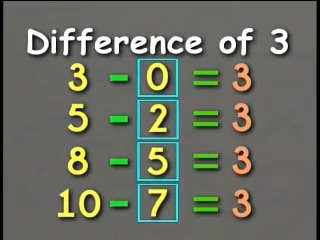 Difference of 3
3 - 0 = 3
5 - 2 = 3
8 - 5 = 3
10 - 7 = 3